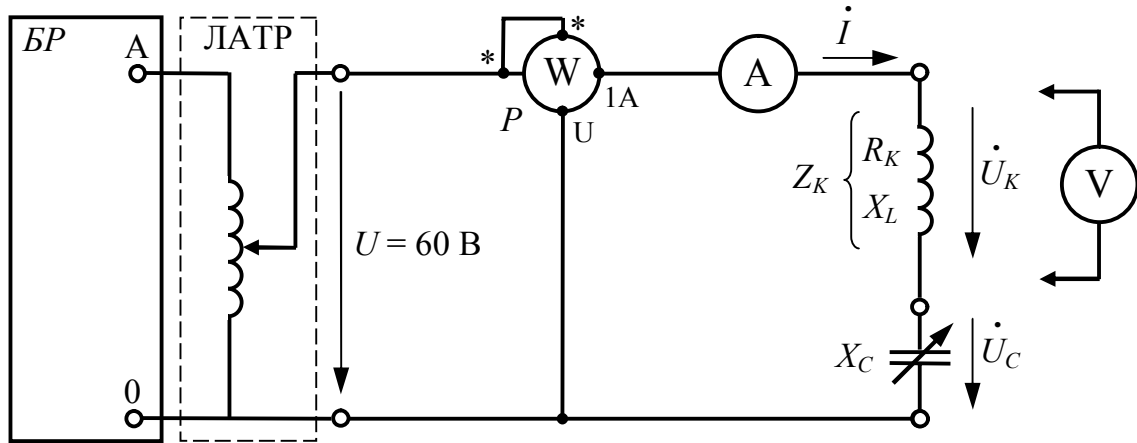 БР
A
0
ЛАТР
U = 60 В
*
*
W
P
1A
U
A
İ
Z_K
R_K
X_L
U̇_K
V
X_C
U̇_C